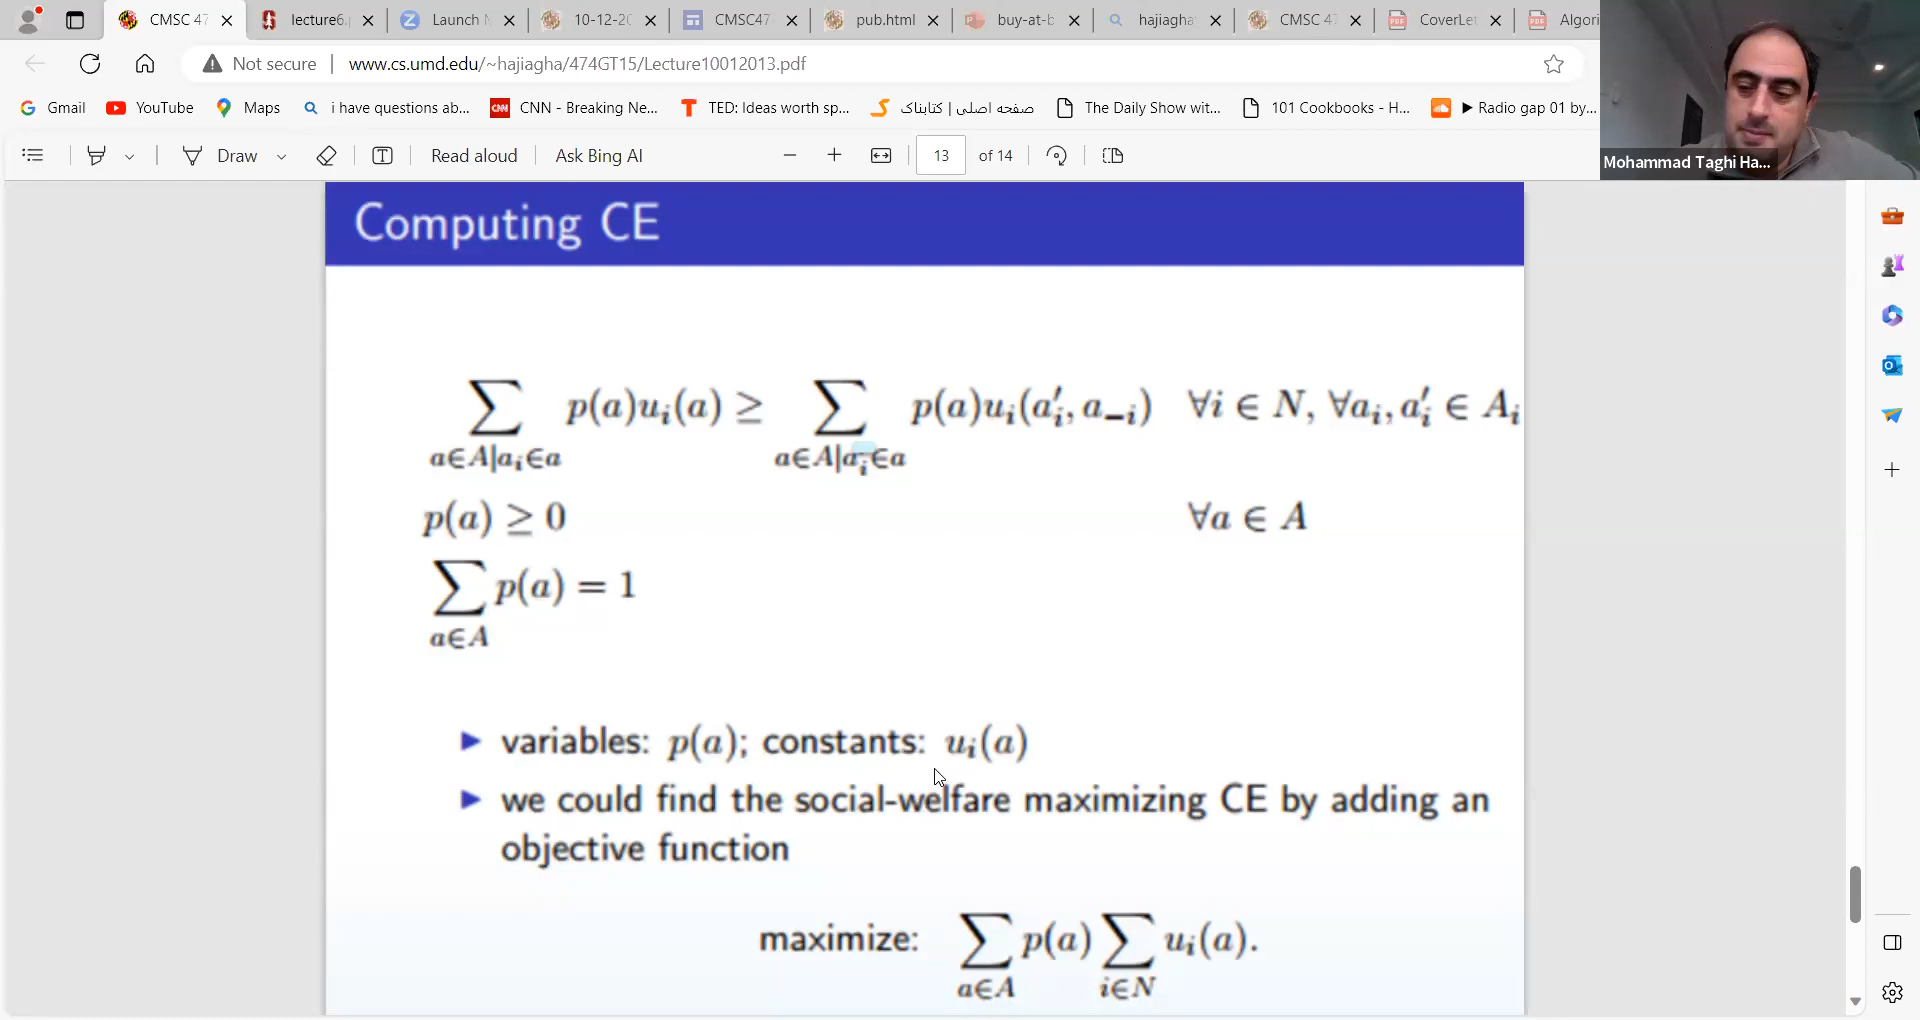 CMSC 47
lecture6.
Launch
10-12-20
CMSC47
pub.html
buy-at-b
hajiagha
CMSC 47
CoverLet
Algori
Not secure | www.cs.umd.edu/~hajiagha/474GT15/Lecture10012013.pdf
Gmail
YouTube
Maps
i have questions ab...
CNN - Breaking Ne...
TED: Ideas worth sp...
صفحه اصلی | کتابناک
The Daily Show wit...
101 Cookbooks - H...
▶ Radio gap 01 by...
Draw
Read aloud
Ask Bing AI
13 of 14
Mohammad Taghi Ha...
Computing CE
∑ p(a)u_i(a) ≥ ∑ p(a)u_i(a′_i, a_−i) ∀i ∈ N, ∀a_i, a′_i ∈ A_i
a∈A|a_i∈a a∈A|a_i∈a
p(a) ≥ 0 ∀a ∈ A
∑ p(a) = 1
a∈A
▶ variables: p(a); constants: u_i(a)
▶ we could find the social-welfare maximizing CE by adding an
objective function
maximize: ∑ p(a) ∑ u_i(a).
a∈A i∈N